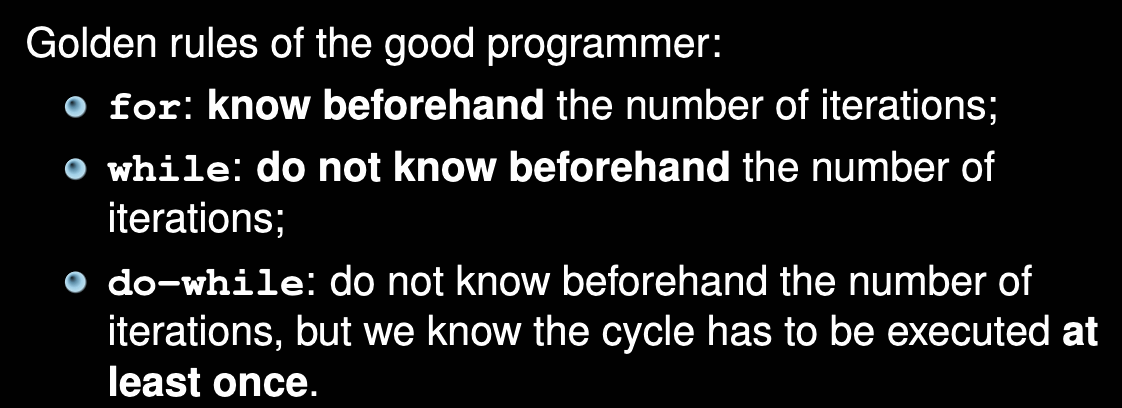 Golden rules of the good programmer:
for: know beforehand the number of iterations;
while: do not know beforehand the number of
iterations;
do-while: do not know beforehand the number of
iterations, but we know the cycle has to be executed at
least once.